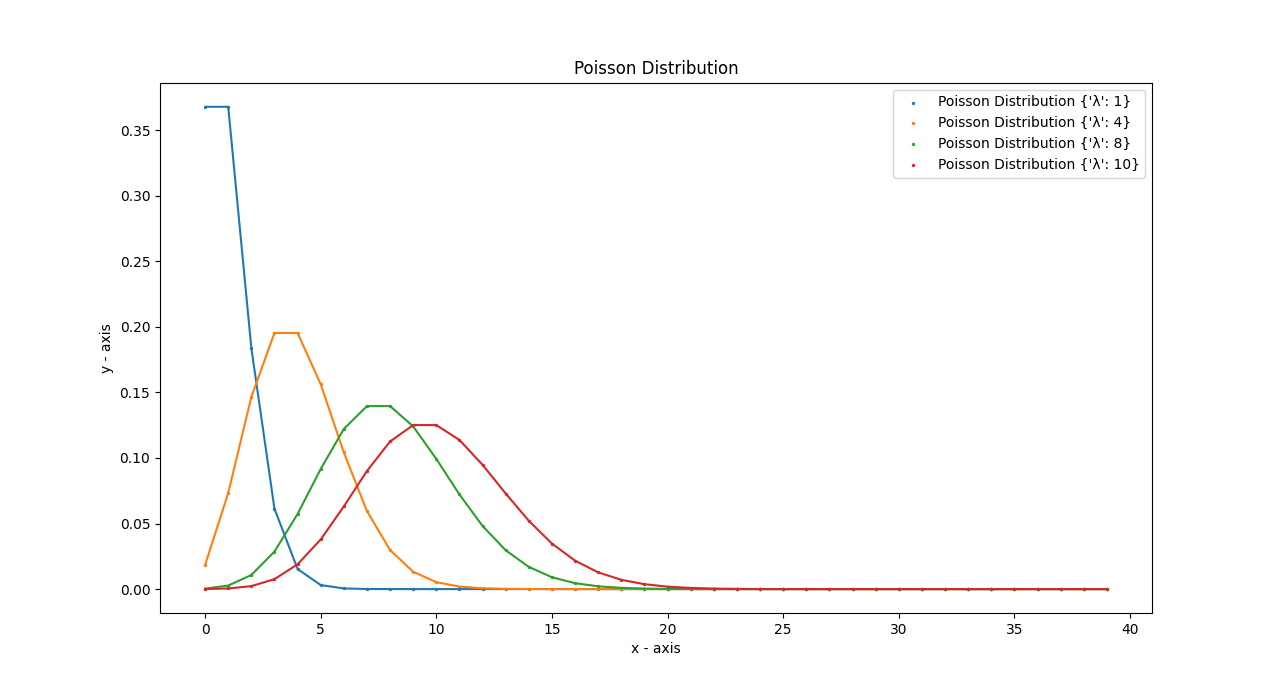 Poisson Distribution
Poisson Distribution {'λ': 1}
Poisson Distribution {'λ': 4}
Poisson Distribution {'λ': 8}
Poisson Distribution {'λ': 10}
y - axis
0.35
0.30
0.25
0.20
0.15
0.10
0.05
0.00
0 5 10 15 20 25 30 35 40
x - axis